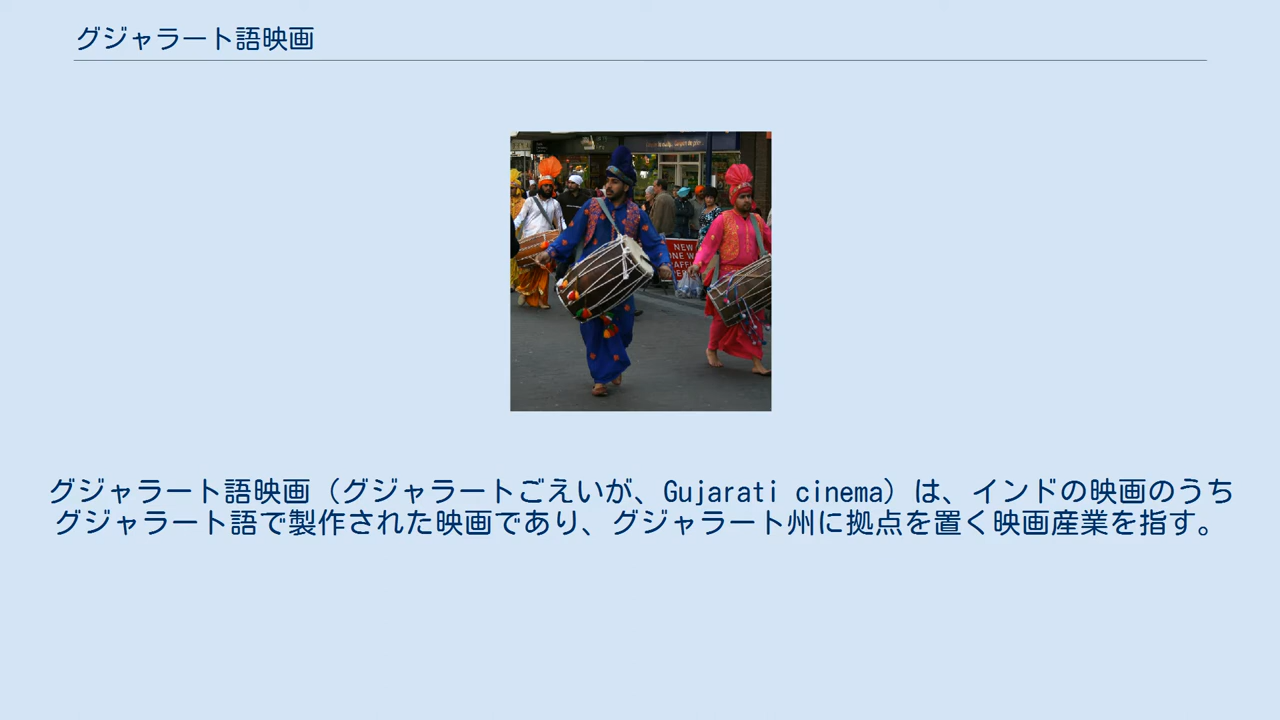 グジャラート語映画
NEW
ONE WAY
グジャラート語映画（グジャラートごえいが、Gujarati cinema）は、インドの映画のうち
グジャラート語で製作された映画であり、グジャラート州に拠点を置く映画産業を指す。